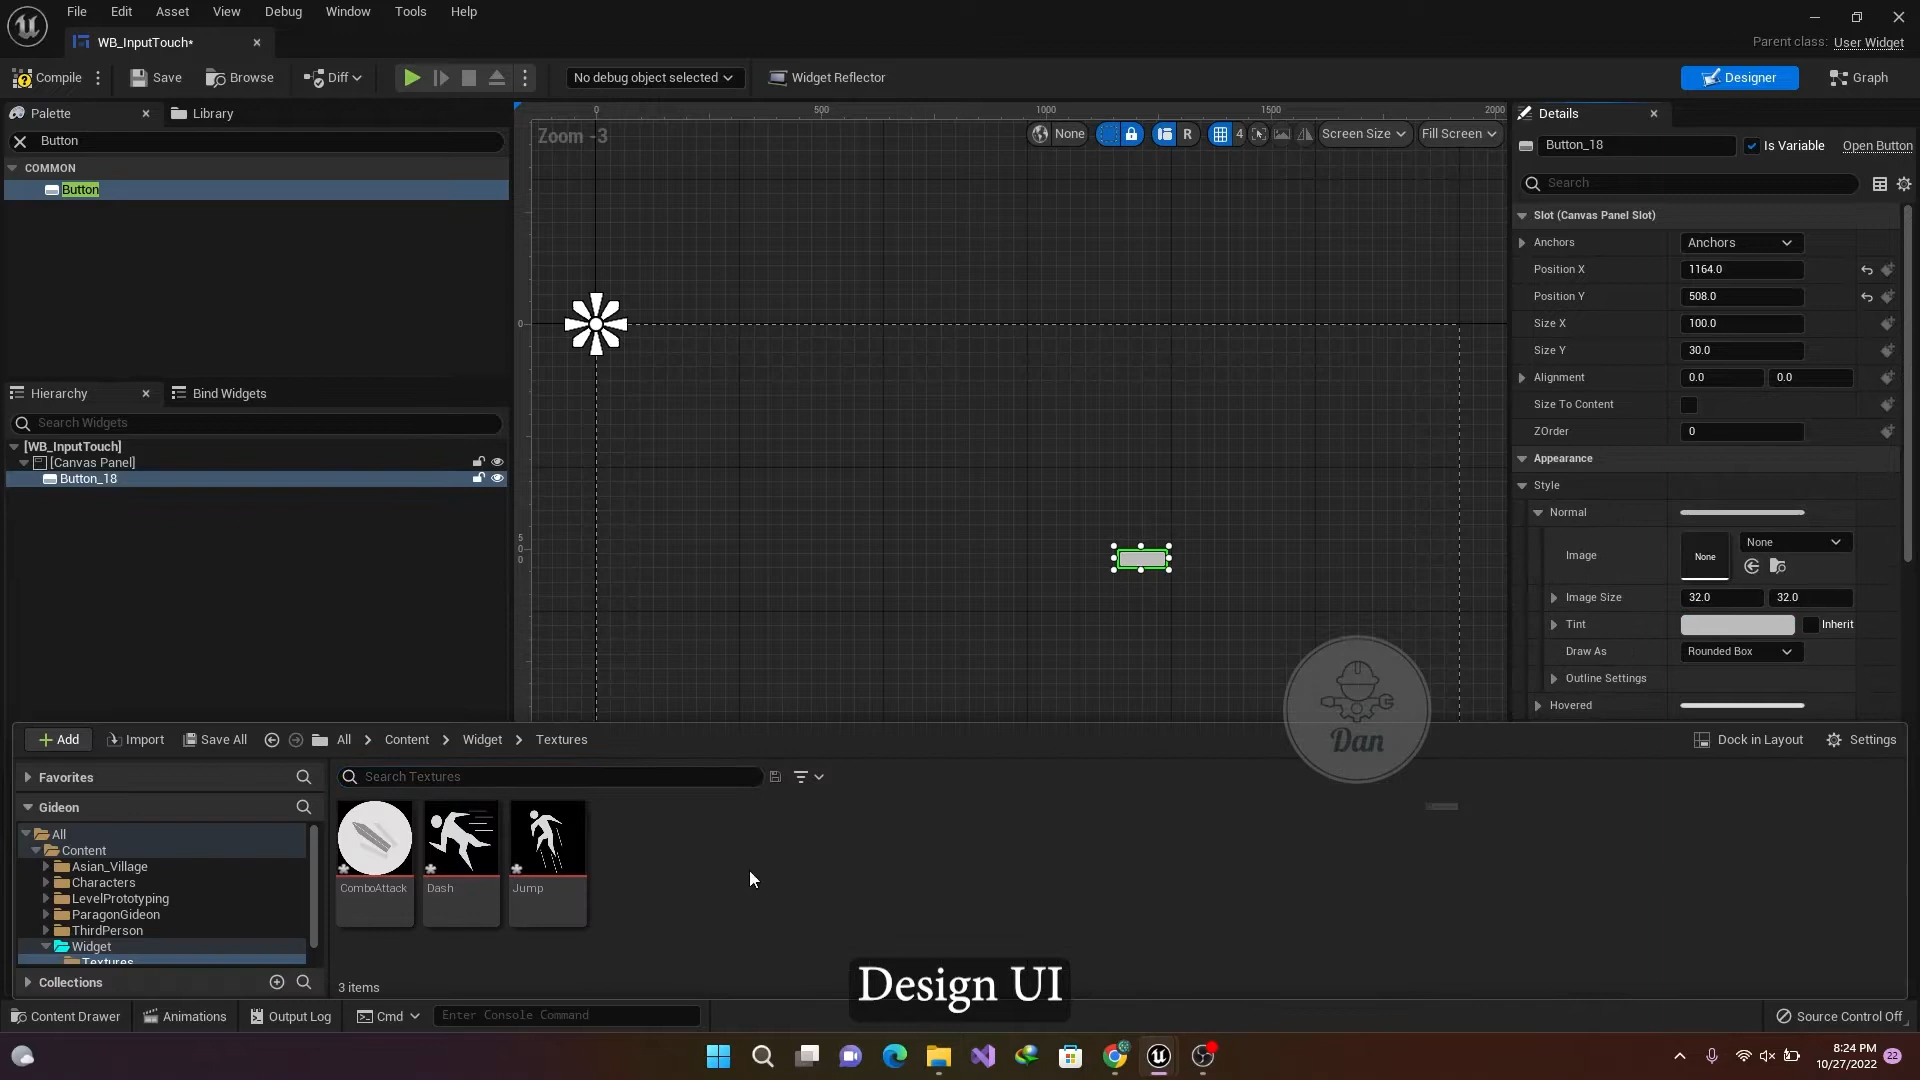 File Edit Asset View Debug Window Tools Help
WB_InputTouch*
Parent class: User Widget
Compile Save Browse Diff No debug object selected Widget Reflector Designer Graph
Palette Library
Button
COMMON
Button
Hierarchy Bind Widgets
Search Widgets
[WB_InputTouch]
[Canvas Panel]
Button_18
0 500 1000 1500 2000
Zoom -3
None R 4 Screen Size Fill Screen
0
5
0
0
Dan
Details
Button_18 Is Variable Open Button
Search
Slot (Canvas Panel Slot)
Anchors Anchors
Position X 1164.0
Position Y 508.0
Size X 100.0
Size Y 30.0
Alignment 0.0 0.0
Size To Content
ZOrder 0
Appearance
Style
Normal
Image None None
Image Size 32.0 32.0
Tint Inherit
Draw As Rounded Box
Outline Settings
Hovered
Add Import Save All All Content Widget Textures Dock in Layout Settings
Favorites
Gideon
All
Content
Asian_Village
Characters
LevelPrototyping
ParagonGideon
ThirdPerson
Widget
Textures
Collections
Search Textures
ComboAttack Dash Jump
3 items
Design UI
Content Drawer Animations Output Log Cmd Enter Console Command Source Control Off
8:24 PM
10/27/2022
22